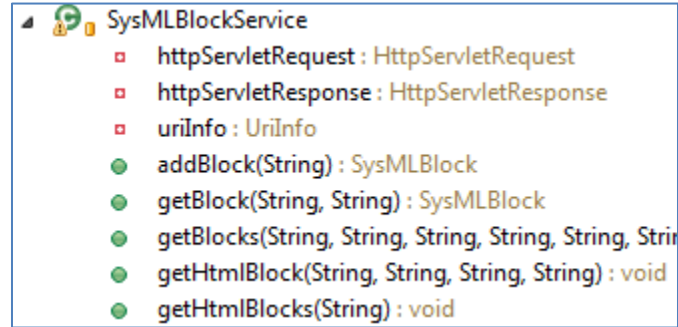 SysMLBlockService
httpServletRequest : HttpServletRequest
httpServletResponse : HttpServletResponse
uriInfo : UriInfo
addBlock(String) : SysMLBlock
getBlock(String, String) : SysMLBlock
getBlocks(String, String, String, String, String, Strin
getHtmlBlock(String, String, String, String) : void
getHtmlBlocks(String) : void